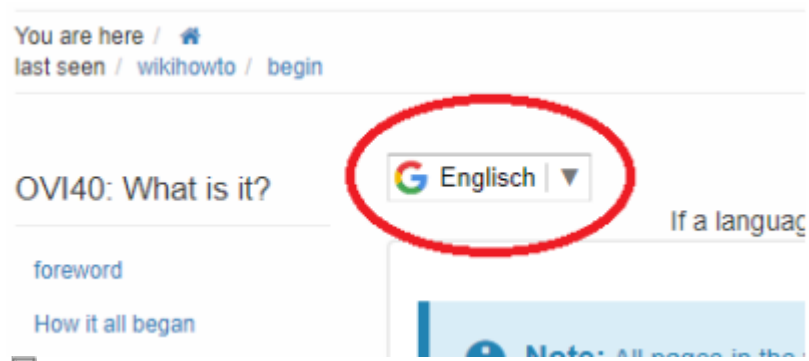 You are here /
last seen / wikihowto / begin
OVI40: What is it?
Englisch
If a languag
foreword
How it all began
Note: All pages in the